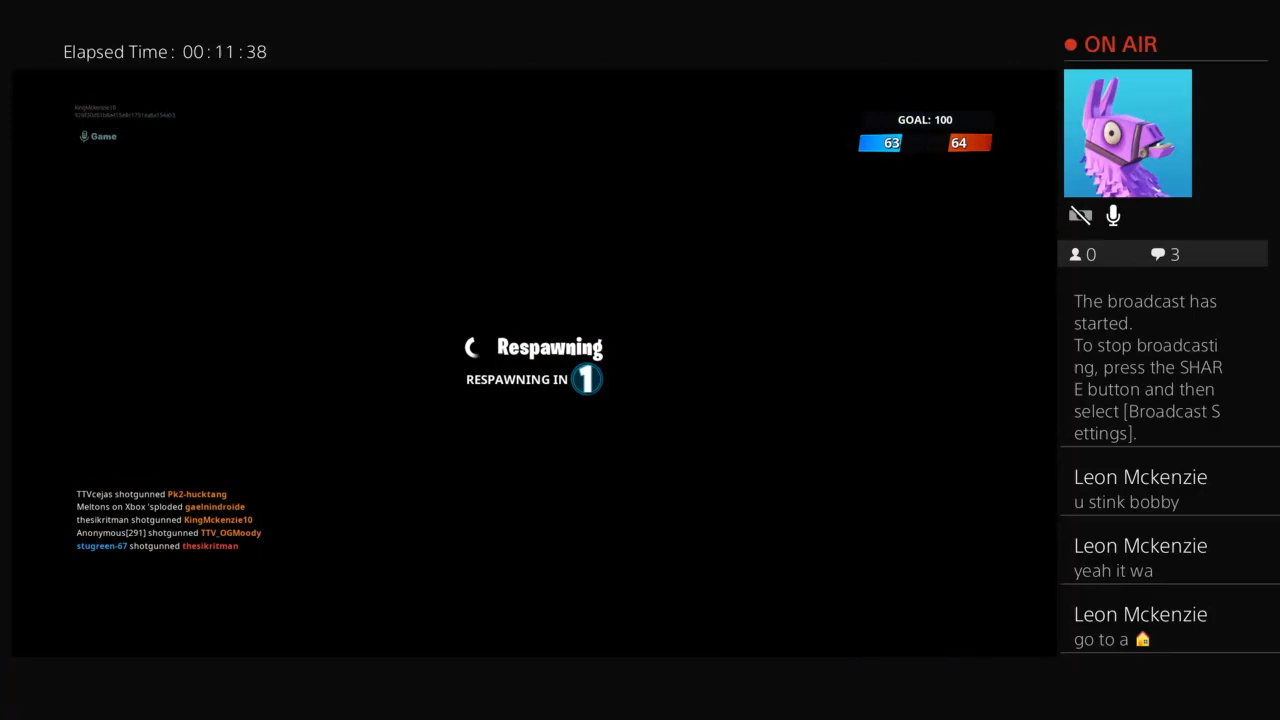 Elapsed Time: 00:11:38
ON AIR
KingMckenzie10
Game
GOAL: 100
63 64
0 3
Respawning
RESPAWNING IN 1
The broadcast has
started.
To stop broadcasti
ng, press the SHAR
E button and then
select [Broadcast S
ettings].
Leon Mckenzie
u stink bobby
Leon Mckenzie
yeah it wa
Leon Mckenzie
go to a 🏠
TTVcejas shotgunned Pk2-hucktang
Meltons on Xbox 'sploded gaelnindroide
thesikritman shotgunned KingMckenzie10
Anonymous[291] shotgunned TTV_OGMoody
stugreen-67 shotgunned thesikritman